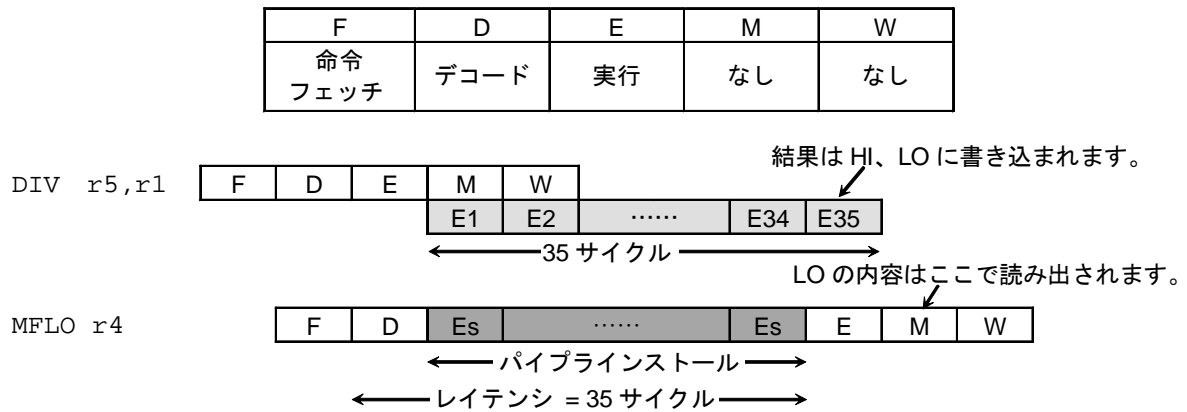 F D E M W
命令
フェッチ デコード 実行 なし なし
結果は HI、LO に書き込まれます。
DIV r5,r1 F D E M W
E1 E2 …… E34 E35
35 サイクル
LO の内容はここで読み出されます。
MFLO r4 F D Es …… Es E M W
パイプラインストール
レイテンシ = 35 サイクル